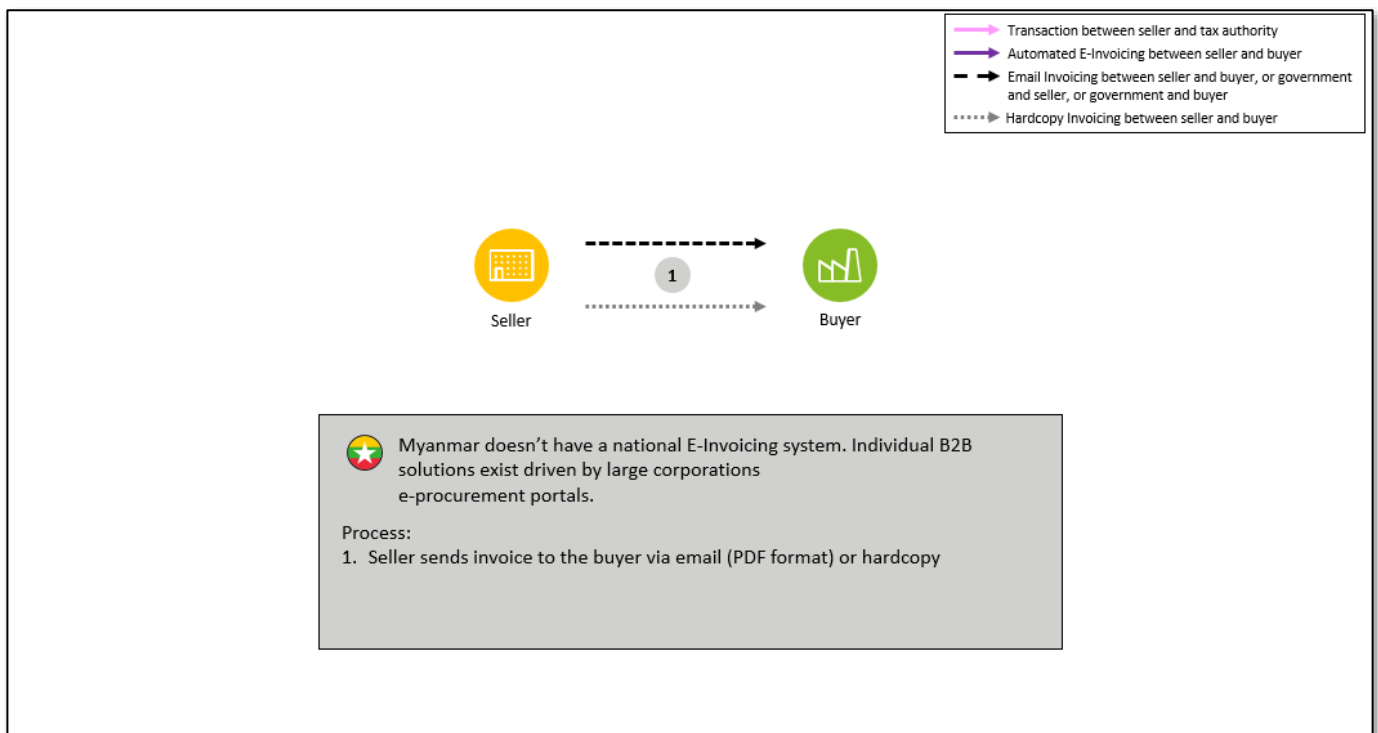 Transaction between seller and tax authority
Automated E-Invoicing between seller and buyer
Email Invoicing between seller and buyer, or government
and seller, or government and buyer
Hardcopy Invoicing between seller and buyer
1
Seller
Buyer
Myanmar doesn’t have a national E-Invoicing system. Individual B2B
solutions exist driven by large corporations
e-procurement portals.
Process:
1. Seller sends invoice to the buyer via email (PDF format) or hardcopy